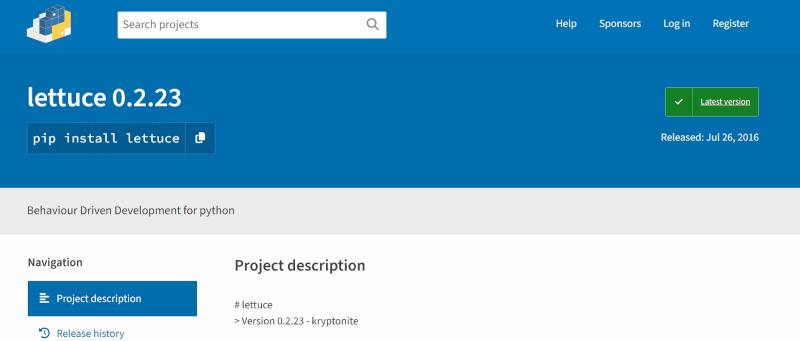 Search projects
Help Sponsors Log in Register
lettuce 0.2.23
pip install lettuce
Latest version
Released: Jul 26, 2016
Behaviour Driven Development for python
Navigation
Project description
Release history
Project description
# lettuce
> Version 0.2.23 - kryptonite